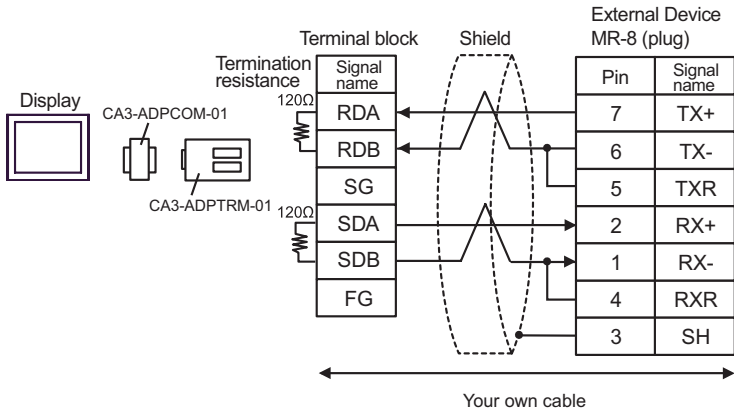 External Device
MR-8 (plug)
Terminal block
Shield
Termination
resistance
Signal
name
Pin
Signal
name
Display
CA3-ADPCOM-01
CA3-ADPTRM-01
120Ω
RDA
7
TX+
RDB
6
TX-
SG
5
TXR
120Ω
SDA
2
RX+
SDB
1
RX-
FG
4
RXR
3
SH
Your own cable